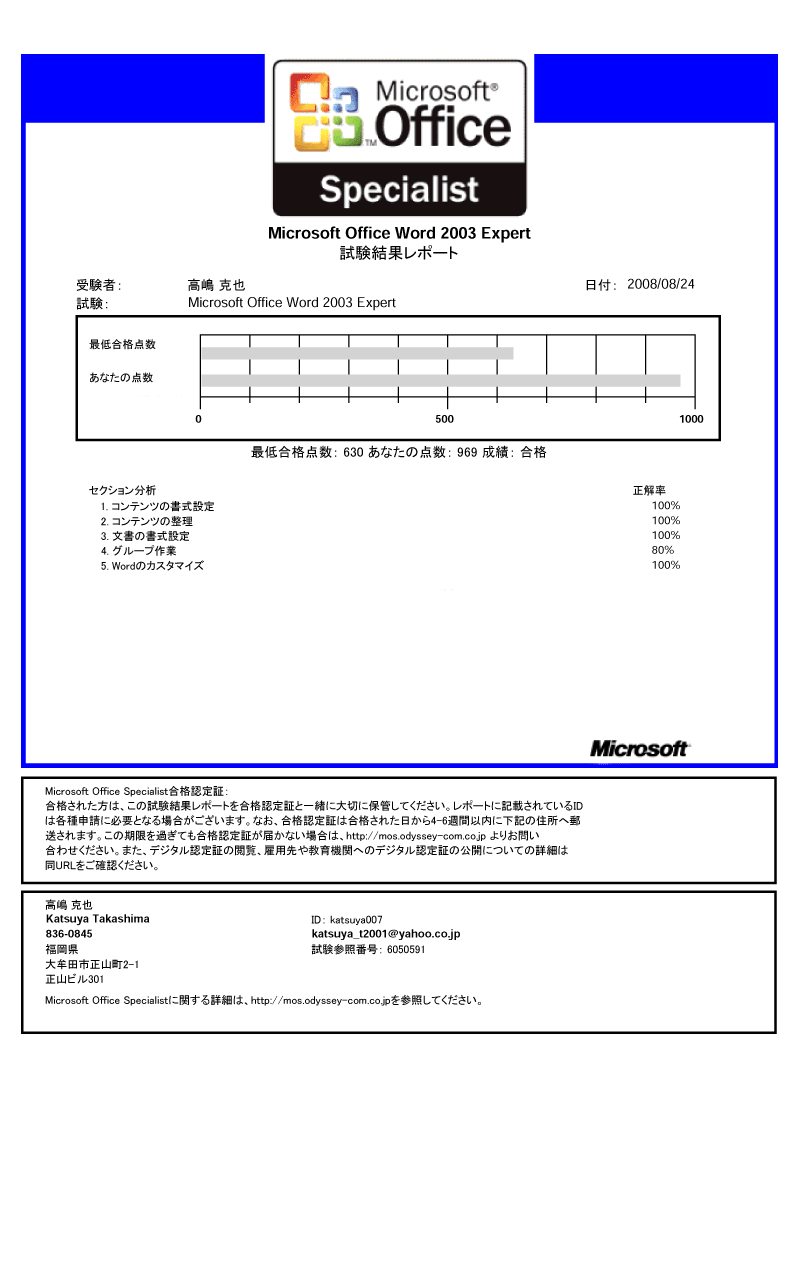 Microsoft®
™Office
Specialist
Microsoft Office Word 2003 Expert
試験結果レポート
受験者: 高嶋 克也 日付: 2008/08/24
試験: Microsoft Office Word 2003 Expert
最低合格点数
あなたの点数
0 500 1000
最低合格点数: 630 あなたの点数: 969 成績: 合格
セクション分析 正解率
1. コンテンツの書式設定 100%
2. コンテンツの整理 100%
3. 文書の書式設定 100%
4. グループ作業 80%
5. Wordのカスタマイズ 100%
Microsoft
Microsoft Office Specialist合格認定証:
合格された方は、この試験結果レポートを合格認定証と一緒に大切に保管してください。レポートに記載されているID
は各種申請に必要となる場合がございます。なお、合格認定証は合格された日から4-6週間以内に下記の住所へ郵
送されます。この期限を過ぎても合格認定証が届かない場合は、http://mos.odyssey-com.co.jp よりお問い
合わせください。また、デジタル認定証の閲覧、雇用先や教育機関へのデジタル認定証の公開についての詳細は
同URLをご確認ください。
高嶋 克也
Katsuya Takashima ID: katsuya007
836-0845 katsuya_t2001@yahoo.co.jp
福岡県 試験参照番号: 6050591
大牟田市正山町2-1
正山ビル301
Microsoft Office Specialistに関する詳細は、http://mos.odyssey-com.co.jpを参照してください。